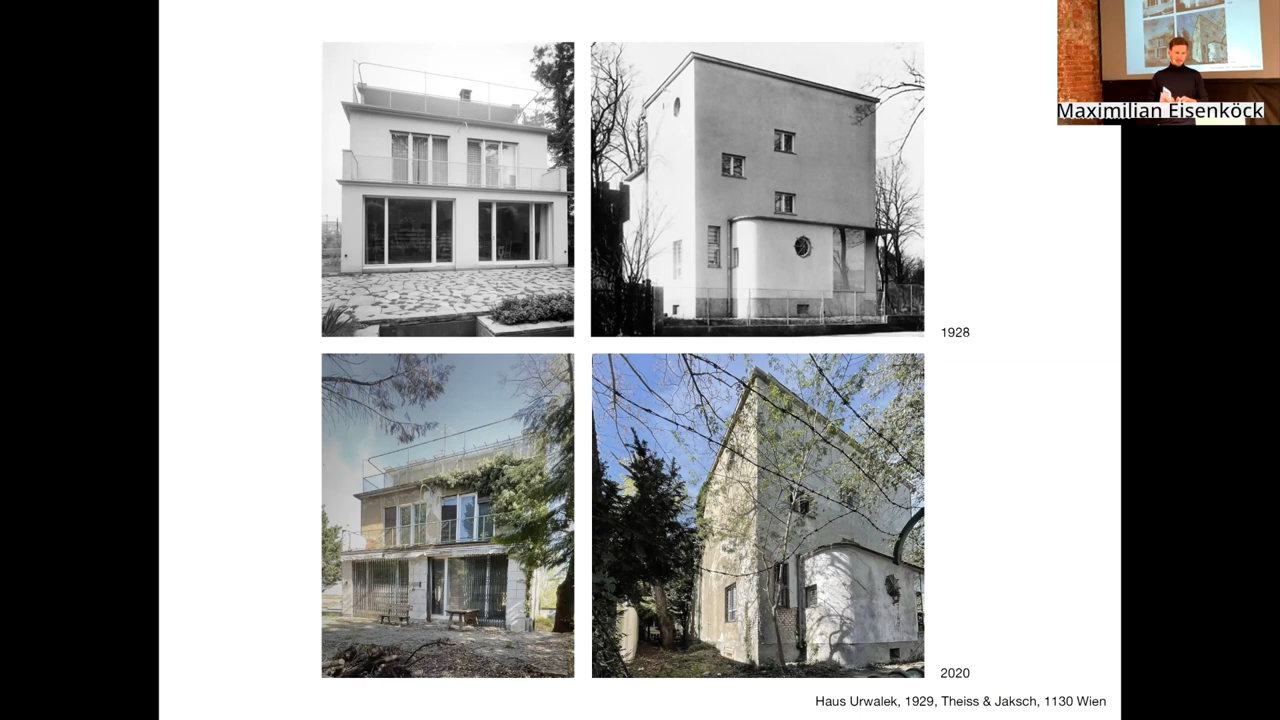 Maximilian Eisenköck
1928
2020
Haus Urwalek, 1929, Theiss & Jaksch, 1130 Wien